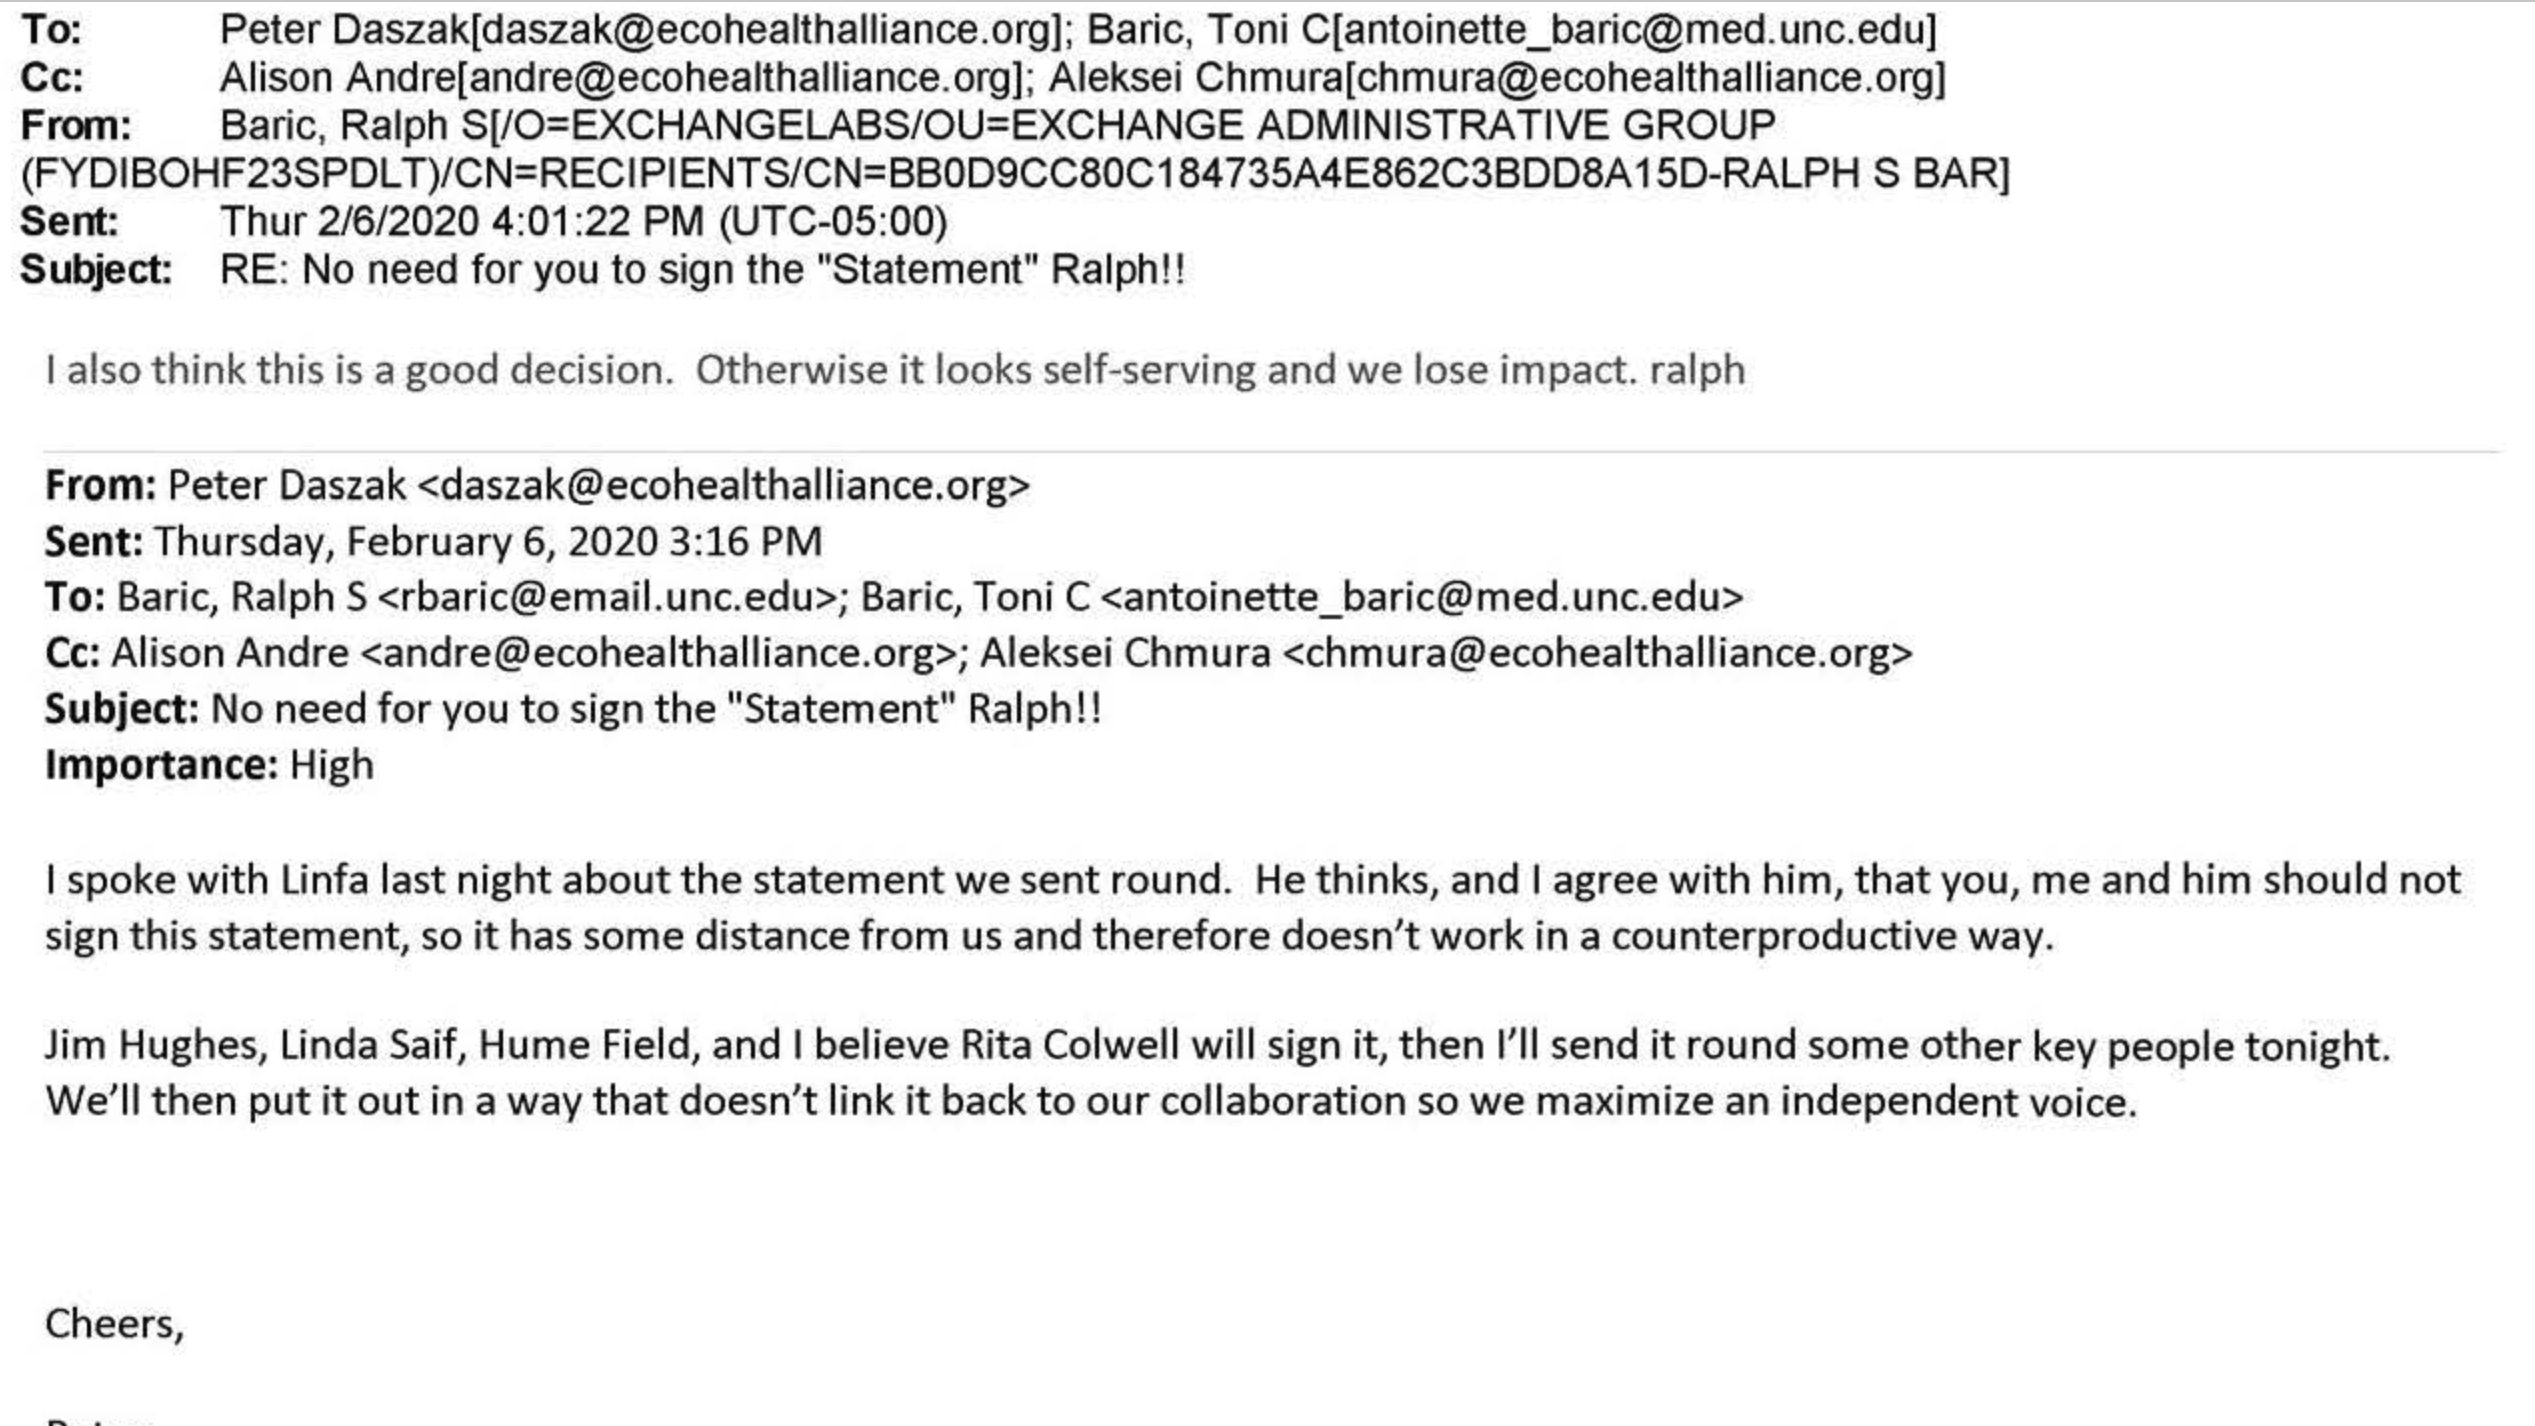 To: Peter Daszak[daszak@ecohealthalliance.org]; Baric, Toni C[antoinette_baric@med.unc.edu]
Cc: Alison Andre[andre@ecohealthalliance.org]; Aleksei Chmura[chmura@ecohealthalliance.org]
From: Baric, Ralph S[/O=EXCHANGELABS/OU=EXCHANGE ADMINISTRATIVE GROUP
(FYDIBOHF23SPDLT)/CN=RECIPIENTS/CN=BB0D9CC80C184735A4E862C3BDD8A15D-RALPH S BAR]
Sent: Thur 2/6/2020 4:01:22 PM (UTC-05:00)
Subject: RE: No need for you to sign the "Statement" Ralph!!
I also think this is a good decision. Otherwise it looks self-serving and we lose impact. ralph
From: Peter Daszak <daszak@ecohealthalliance.org>
Sent: Thursday, February 6, 2020 3:16 PM
To: Baric, Ralph S <rbaric@email.unc.edu>; Baric, Toni C <antoinette_baric@med.unc.edu>
Cc: Alison Andre <andre@ecohealthalliance.org>; Aleksei Chmura <chmura@ecohealthalliance.org>
Subject: No need for you to sign the "Statement" Ralph!!
Importance: High
I spoke with Linfa last night about the statement we sent round. He thinks, and I agree with him, that you, me and him should not
sign this statement, so it has some distance from us and therefore doesn't work in a counterproductive way.
Jim Hughes, Linda Saif, Hume Field, and I believe Rita Colwell will sign it, then I'll send it round some other key people tonight.
We'll then put it out in a way that doesn't link it back to our collaboration so we maximize an independent voice.
Cheers,